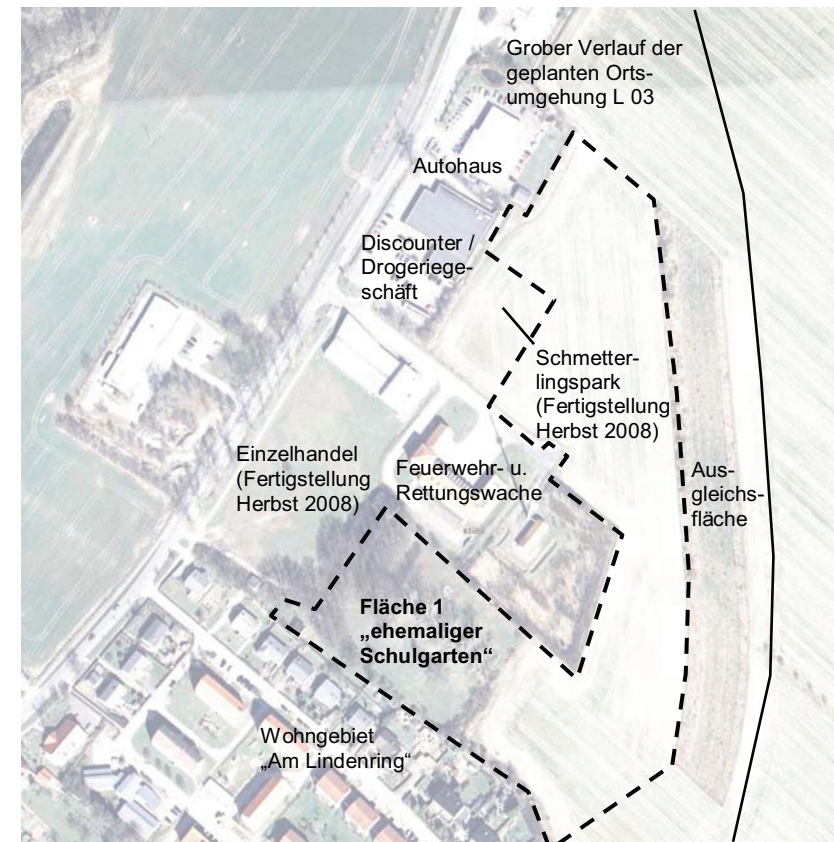 Grober Verlauf der
geplanten Orts-
umgehung L 03
Autohaus
Discounter /
Drogeriege-
schäft
Schmetter-
lingspark
(Fertigstellung
Herbst 2008)
Einzelhandel
(Fertigstellung
Herbst 2008)
Feuerwehr- u.
Rettungswache
Aus-
gleichs-
fläche
Fläche 1
„ehemaliger
Schulgarten“
Wohngebiet
„Am Lindenring“